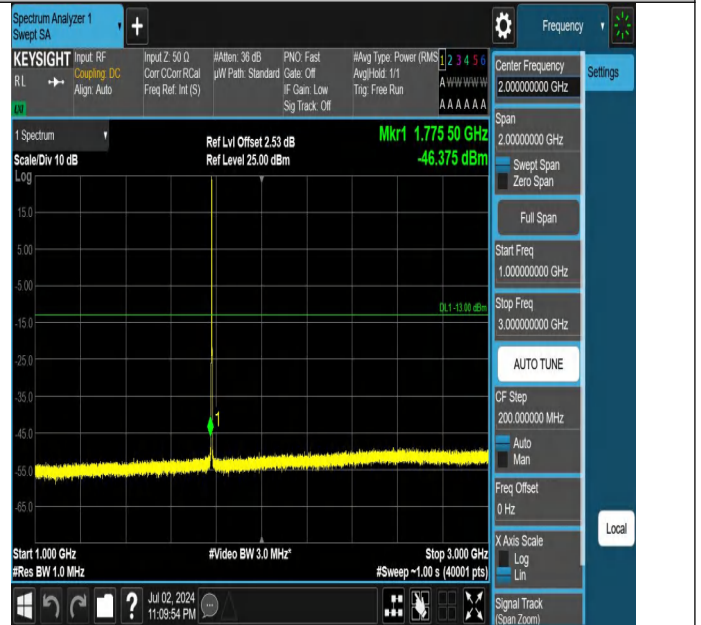 Spectrum Analyzer 1
Swept SA
Frequency
KEYSIGHT
Input: RF
Coupling: DC
Align: Auto
Input Z: 50 Ω
Corr CCorr RCal
Freq Ref: Int (S)
#Atten: 36 dB
µW Path: Standard
PNO: Fast
Gate: Off
IF Gain: Low
Sig Track: Off
#Avg Type: Power (RMS
Avg|Hold: 1/1
Trig: Free Run
1 2 3 4 5 6
A W W W W W
A A A A A A
R L
LXI
1 Spectrum
Scale/Div 10 dB
Log
Ref Lvl Offset 2.53 dB
Ref Level 25.00 dBm
Mkr1 1.775 50 GHz
-46.375 dBm
15.0
5.00
-5.00
-15.0
-25.0
-35.0
-45.0
-55.0
-65.0
DL1 -13.00 dBm
1
Start 1.000 GHz
#Res BW 1.0 MHz
#Video BW 3.0 MHz*
Stop 3.000 GHz
#Sweep ~1.00 s (40001 pts)
Center Frequency
2.000000000 GHz
Settings
Span
2.00000000 GHz
Swept Span
Zero Span
Full Span
Start Freq
1.000000000 GHz
Stop Freq
3.000000000 GHz
AUTO TUNE
CF Step
200.000000 MHz
Auto
Man
Freq Offset
0 Hz
X Axis Scale
Log
Lin
Signal Track
(Span Zoom)
Local
?
Jul 02, 2024
11:09:54 PM